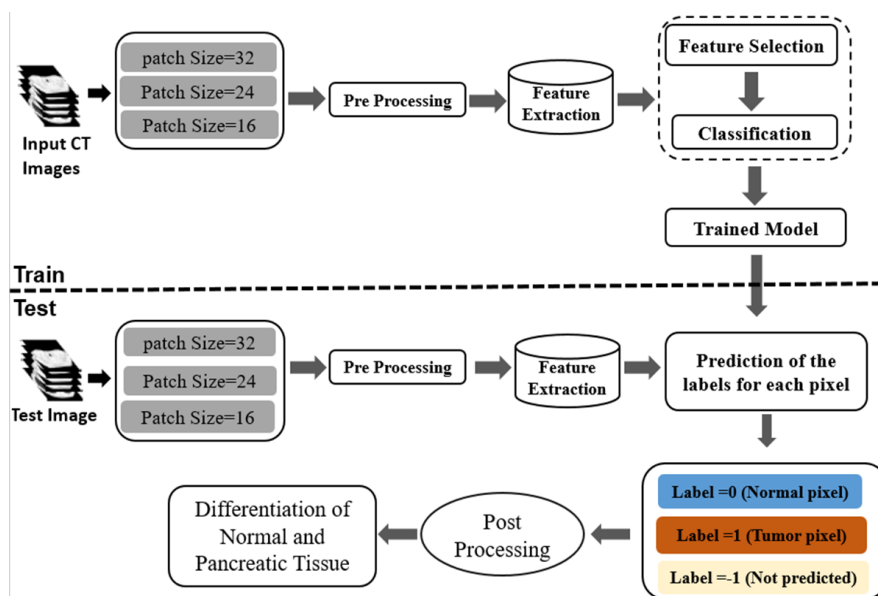 patch Size=32
Patch Size=24
Patch Size=16
Input CT
Images
Pre Processing
Feature
Extraction
Feature Selection
Classification
Trained Model
Train
Test
patch Size=32
Patch Size=24
Patch Size=16
Test Image
Pre Processing
Feature
Extraction
Prediction of the
labels for each pixel
Label =0 (Normal pixel)
Label =1 (Tumor pixel)
Label =-1 (Not predicted)
Post
Processing
Differentiation of
Normal and
Pancreatic Tissue